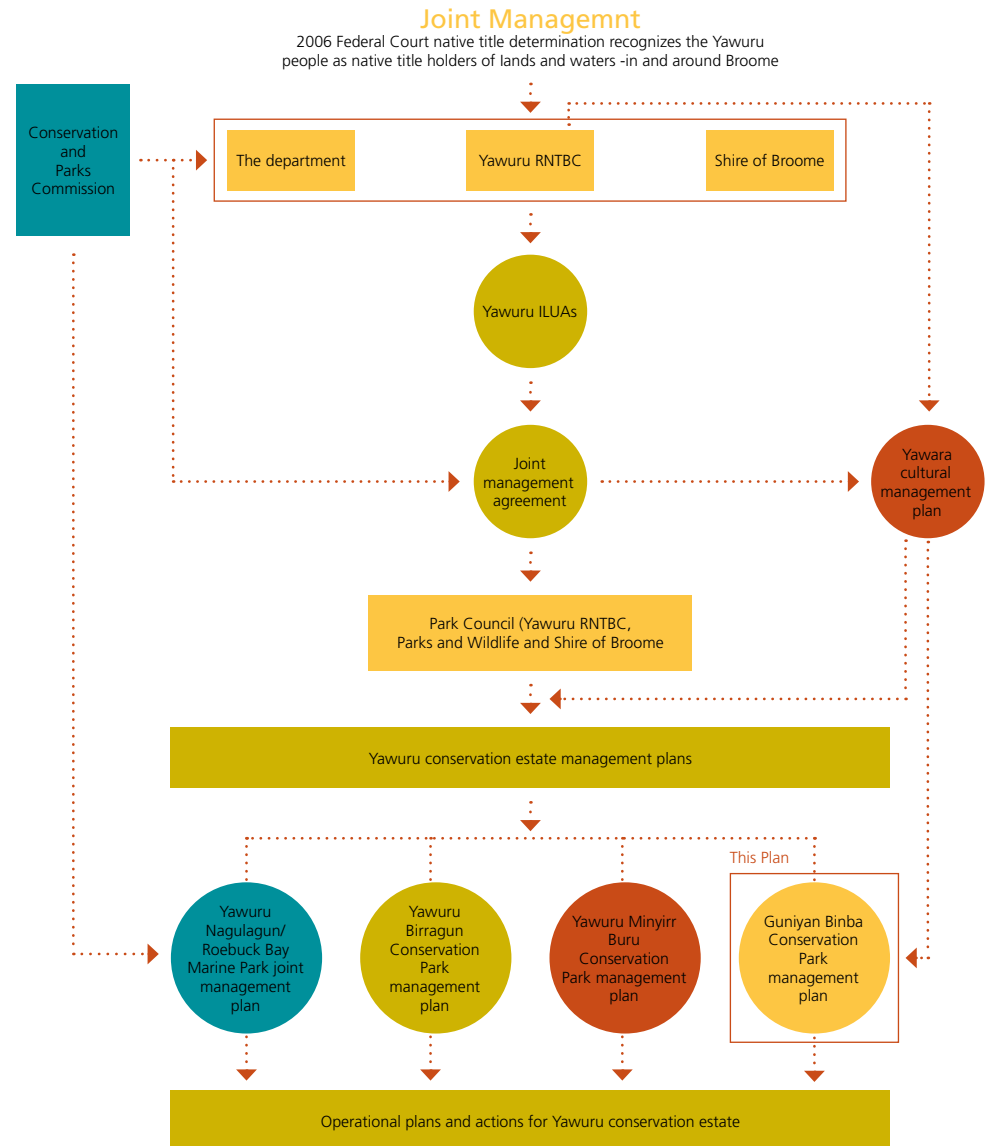 Joint Managemnt
2006 Federal Court native title determination recognizes the Yawuru
people as native title holders of lands and waters -in and around Broome
Conservation
and
Parks
Commission
The department
Yawuru RNTBC
Shire of Broome
Yawuru ILUAs
Joint
management
agreement
Yawara
cultural
management
plan
Park Council (Yawuru RNTBC,
Parks and Wildlife and Shire of Broome
Yawuru conservation estate management plans
This Plan
Yawuru
Nagulagun/
Roebuck Bay
Marine Park joint
management
plan
Yawuru
Birragun
Conservation
Park
management
plan
Yawuru Minyirr
Buru
Conservation
Park management
plan
Guniyan Binba
Conservation
Park
management
plan
Operational plans and actions for Yawuru conservation estate